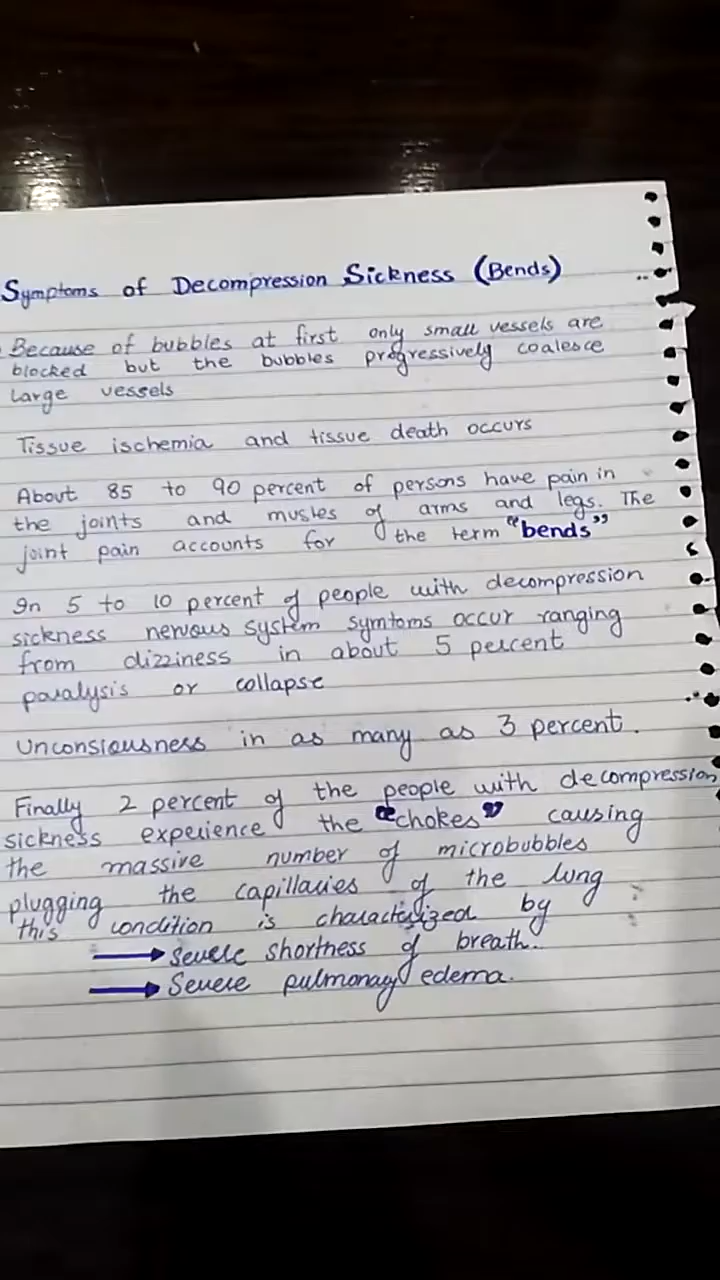 Symptoms of Decompression Sickness (Bends)
Because of bubbles at first only small vessels are
blocked but the bubbles progressively coalesce
Large vessels
Tissue ischemia and tissue death occurs
About 85 to 90 percent of persons have pain in
the joints and musles of arms and legs. The
joint pain accounts for the term "bends"
In 5 to 10 percent of people with decompression
sickness nervous system symtoms occur ranging
from dizziness in about 5 percent
paralysis or collapse
Unconsiousness in as many as 3 percent.
Finally 2 percent of the people with decompression
sickness experience the "chokes" causing
the massive number of microbubbles
plugging the capillaries of the lung
this condition is characterized by
→ Severe shortness of breath.
→ Severe pulmonary edema.